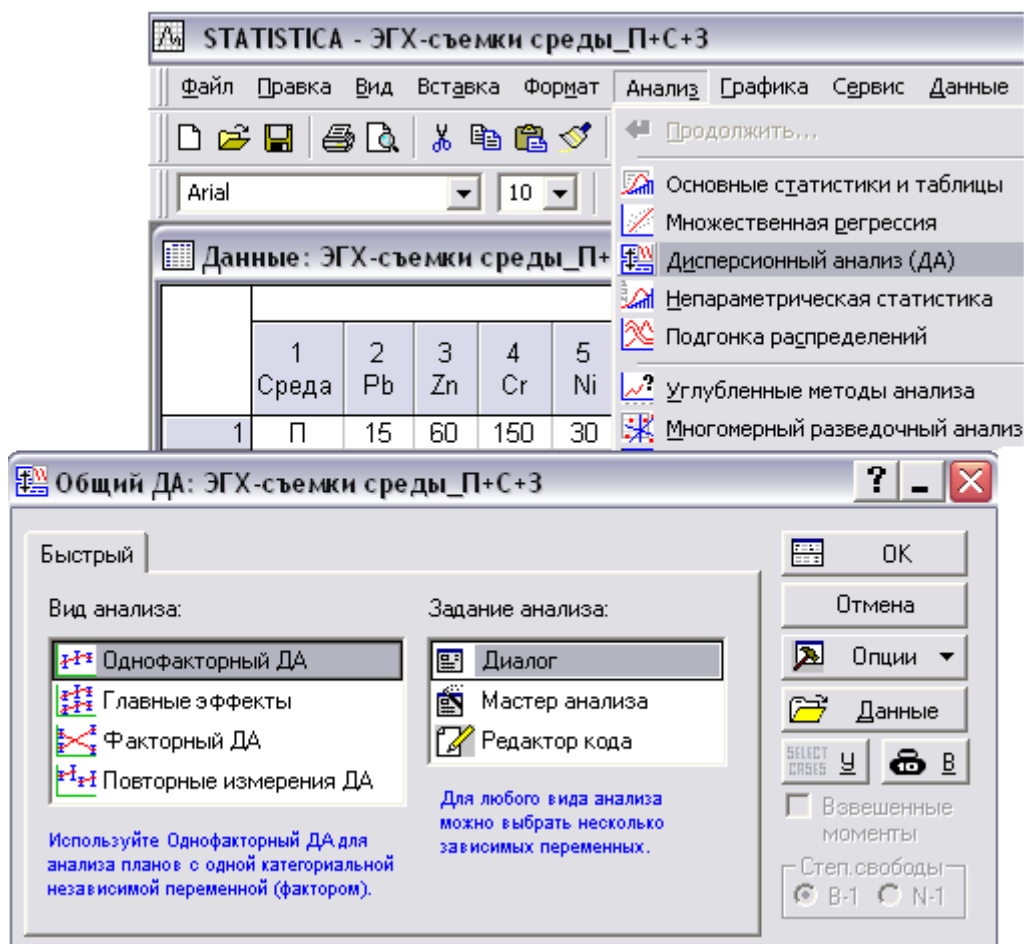 STATISTICA - ЭГХ-съемки среды_П+С+З
Файл Правка Вид Вставка Формат Анализ Графика Сервис Данные
Продолжить...
Arial 10
Основные статистики и таблицы
Множественная регрессия
Дисперсионный анализ (ДА)
Непараметрическая статистика
Подгонка распределений
Углубленные методы анализа
Многомерный разведочный анализ
Данные: ЭГХ-съемки среды_П+
1 2 3 4 5
Среда Pb Zn Cr Ni
1 П 15 60 150 30
Общий ДА: ЭГХ-съемки среды_П+С+З
Быстрый
Вид анализа:
Однофакторный ДА
Главные эффекты
Факторный ДА
Повторные измерения ДА
Используйте Однофакторный ДА для
анализа планов с одной категориальной
независимой переменной (фактором).
Задание анализа:
Диалог
Мастер анализа
Редактор кода
Для любого вида анализа
можно выбрать несколько
зависимых переменных.
OK
Отмена
Опции
Данные
SELECT CASES У В
Взвешенные
моменты
Степ.свободы
В-1 N-1